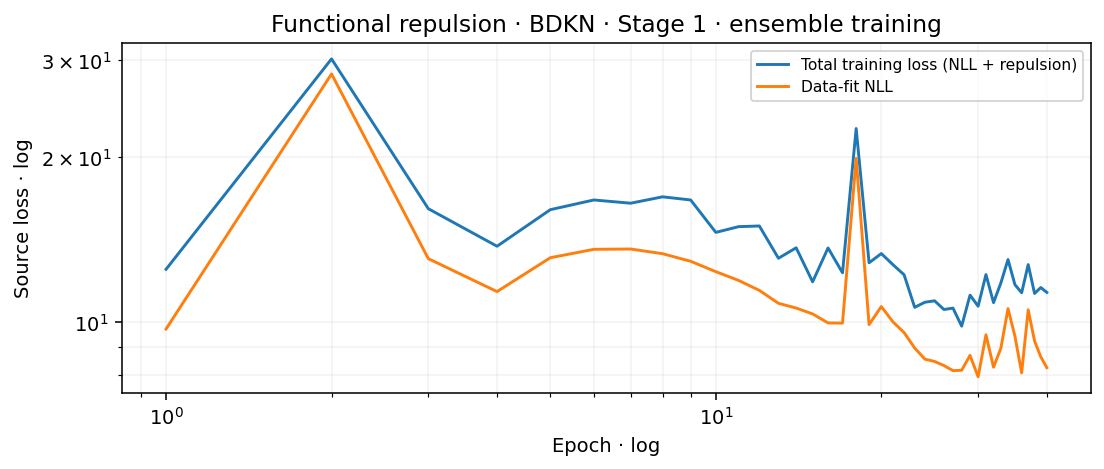 Functional repulsion · BDKN · Stage 1 · ensemble training
Total training loss (NLL + repulsion)
Data-fit NLL
Source loss · log
3 × 10¹
2 × 10¹
10¹
10⁰
10¹
Epoch · log